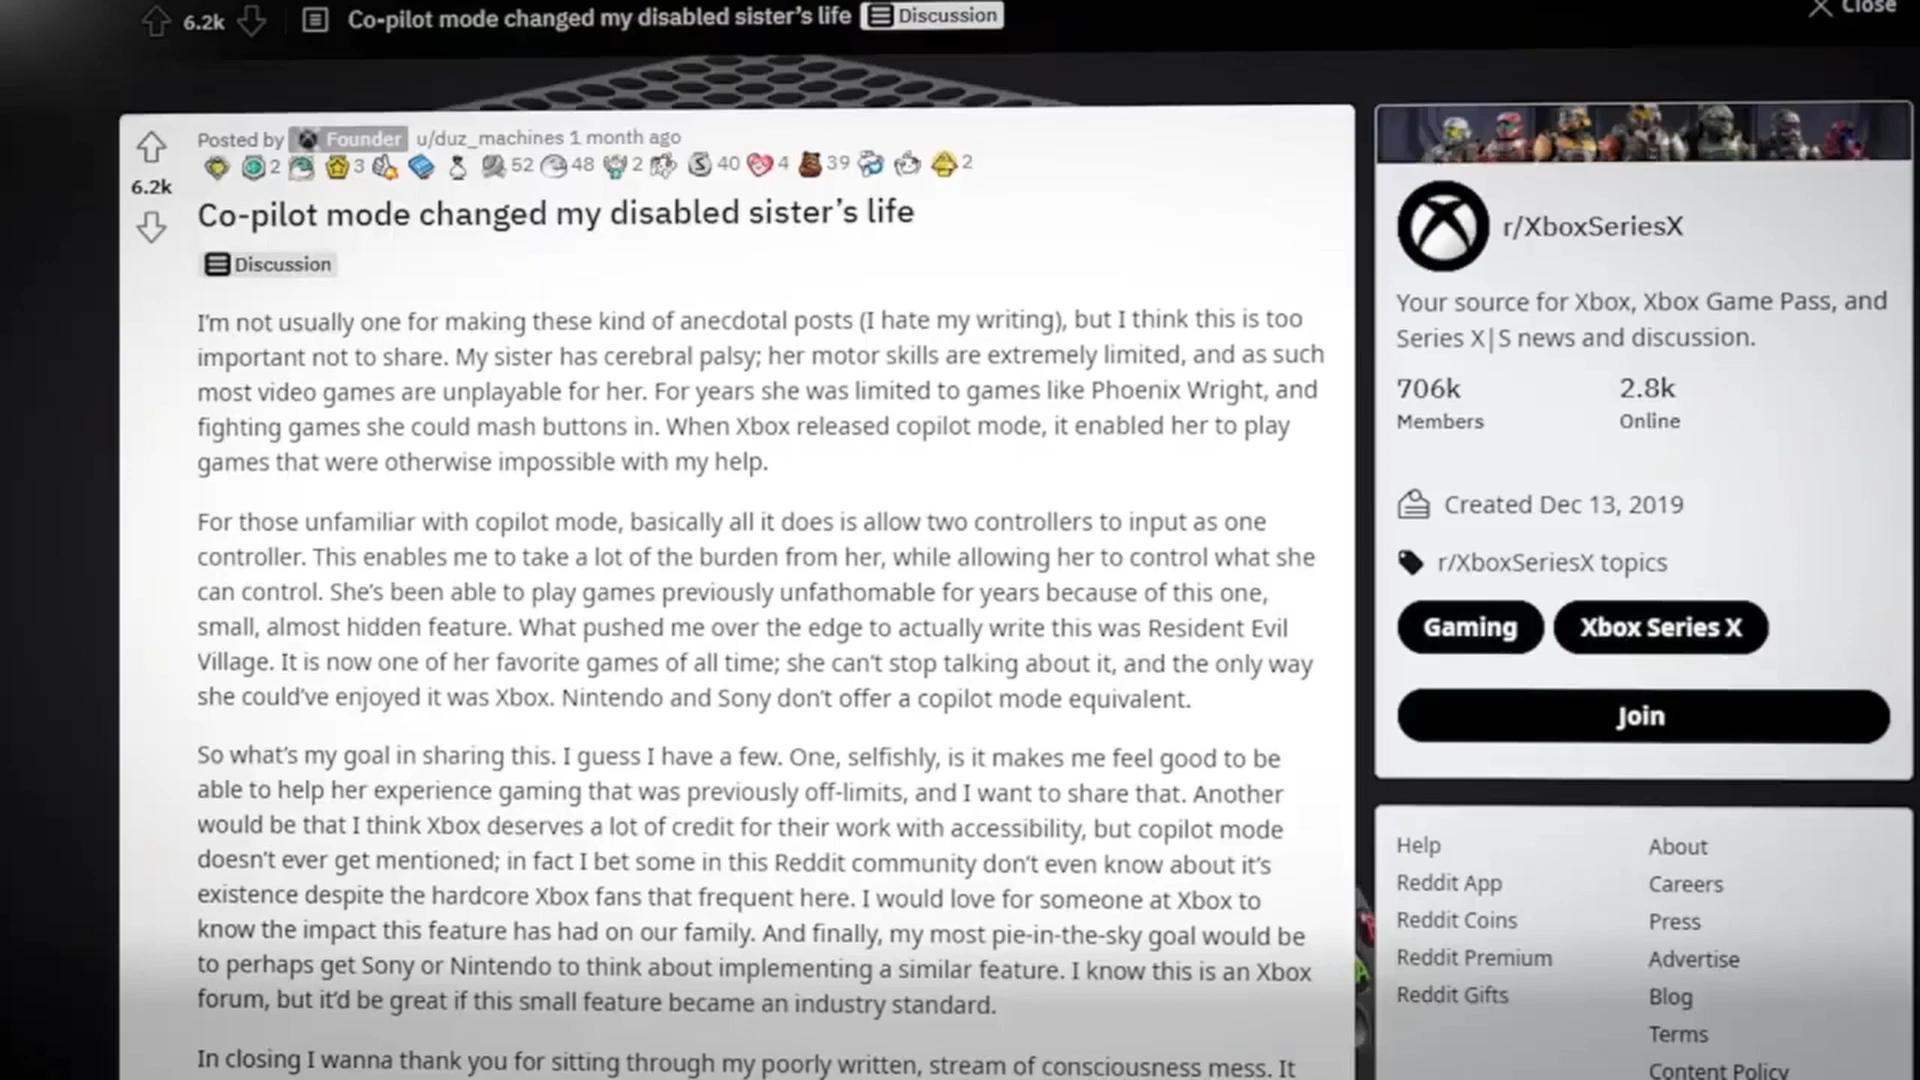 6.2k Co-pilot mode changed my disabled sister's life Discussion
Close
Posted by Founder u/duz_machines 1 month ago
2 3 52 48 2 40 4 39 2
6.2k
Co-pilot mode changed my disabled sister's life
Discussion
I'm not usually one for making these kind of anecdotal posts (I hate my writing), but I think this is too
important not to share. My sister has cerebral palsy; her motor skills are extremely limited, and as such
most video games are unplayable for her. For years she was limited to games like Phoenix Wright, and
fighting games she could mash buttons in. When Xbox released copilot mode, it enabled her to play
games that were otherwise impossible with my help.
For those unfamiliar with copilot mode, basically all it does is allow two controllers to input as one
controller. This enables me to take a lot of the burden from her, while allowing her to control what she
can control. She's been able to play games previously unfathomable for years because of this one,
small, almost hidden feature. What pushed me over the edge to actually write this was Resident Evil
Village. It is now one of her favorite games of all time; she can't stop talking about it, and the only way
she could've enjoyed it was Xbox. Nintendo and Sony don't offer a copilot mode equivalent.
So what's my goal in sharing this. I guess I have a few. One, selfishly, is it makes me feel good to be
able to help her experience gaming that was previously off-limits, and I want to share that. Another
would be that I think Xbox deserves a lot of credit for their work with accessibility, but copilot mode
doesn't ever get mentioned; in fact I bet some in this Reddit community don't even know about it's
existence despite the hardcore Xbox fans that frequent here. I would love for someone at Xbox to
know the impact this feature has had on our family. And finally, my most pie-in-the-sky goal would be
to perhaps get Sony or Nintendo to think about implementing a similar feature. I know this is an Xbox
forum, but it'd be great if this small feature became an industry standard.
In closing I wanna thank you for sitting through my poorly written, stream of consciousness mess. It
r/XboxSeriesX
Your source for Xbox, Xbox Game Pass, and
Series X|S news and discussion.
706k 2.8k
Members Online
Created Dec 13, 2019
r/XboxSeriesX topics
Gaming Xbox Series X
Join
Help About
Reddit App Careers
Reddit Coins Press
Reddit Premium Advertise
Reddit Gifts Blog
Terms
Content Policy